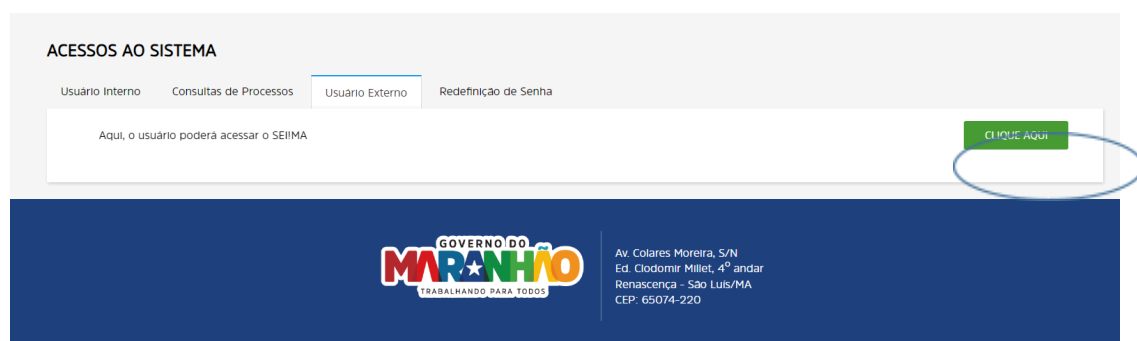 ACESSOS AO SISTEMA
Usuário Interno Consultas de Processos Usuário Externo Redefinição de Senha
Aqui, o usuário poderá acessar o SEI!MA CLIQUE AQUI
GOVERNO DO
MARANHÃO
TRABALHANDO PARA TODOS
Av. Colares Moreira, S/N
Ed. Clodomir Millet, 4º andar
Renascença - São Luís/MA
CEP: 65074-220